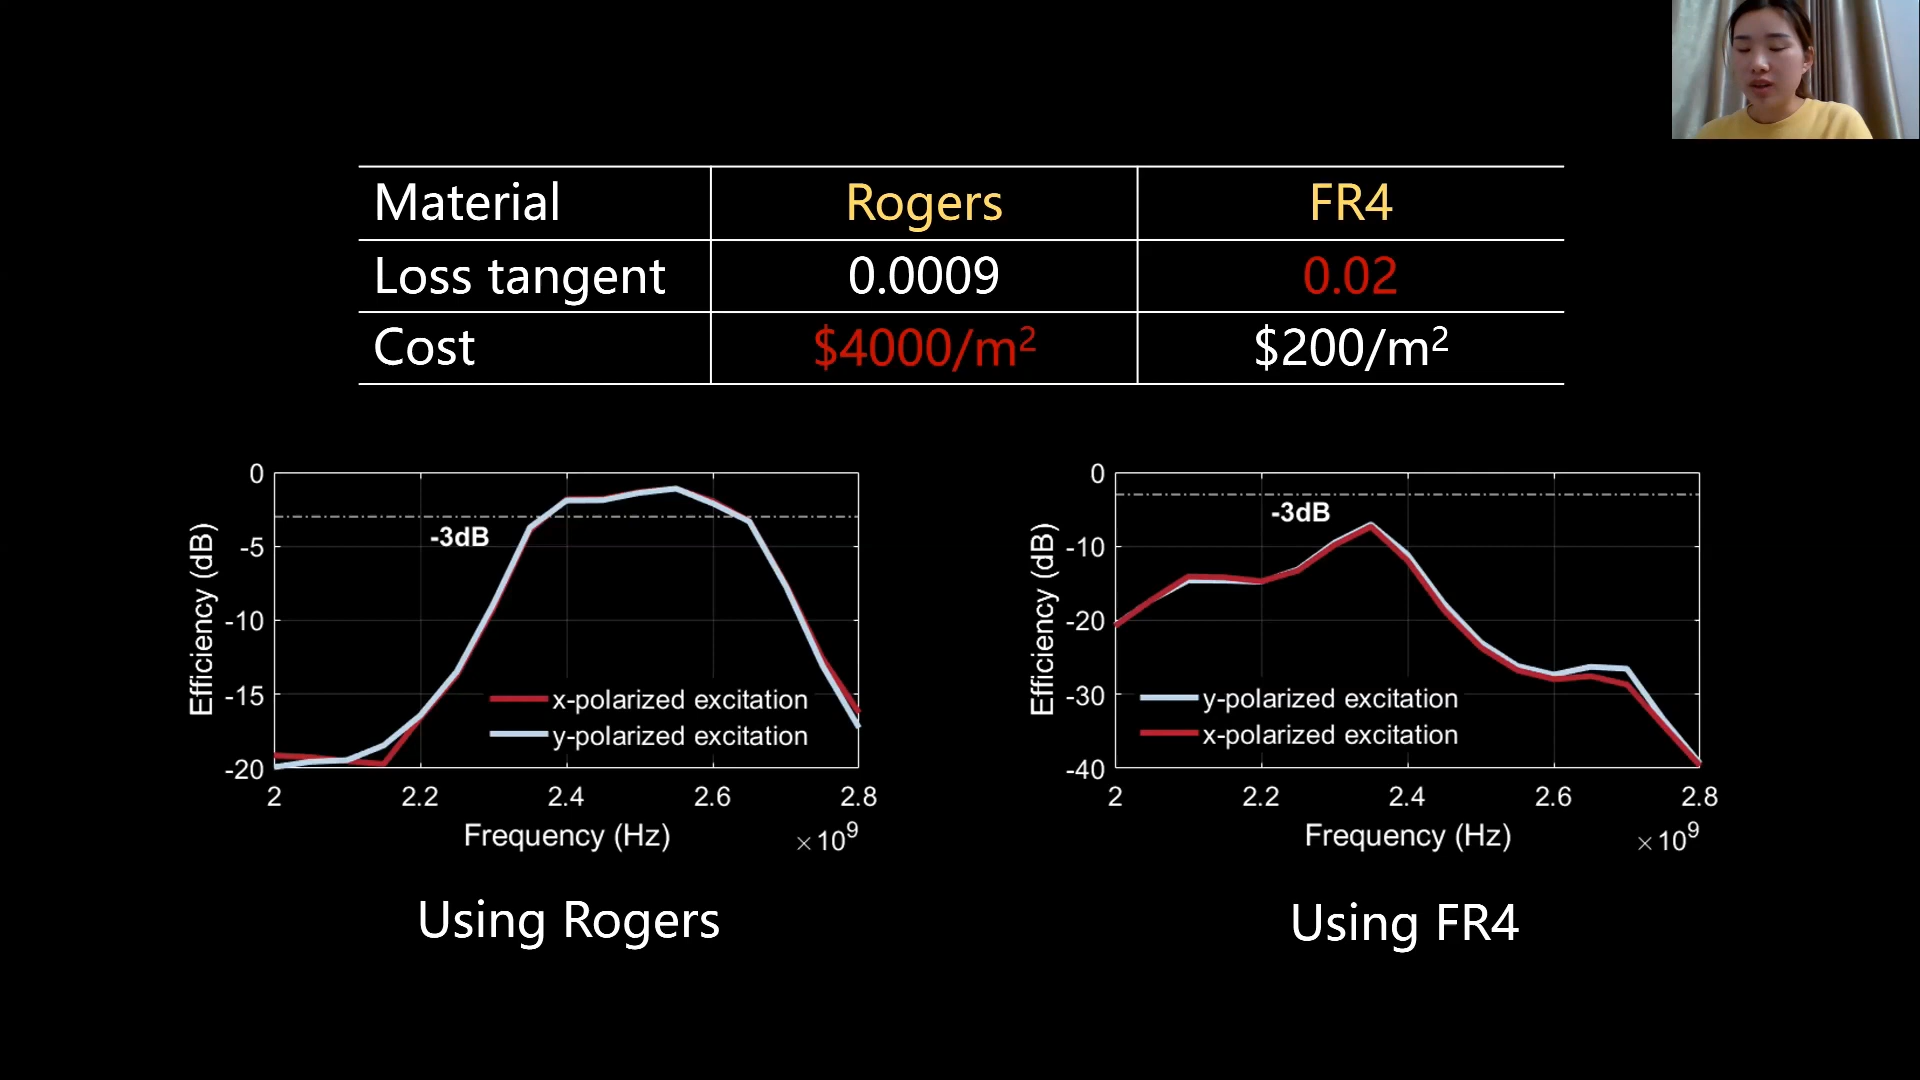 Material Rogers FR4
Loss tangent 0.0009 0.02
Cost $4000/m² $200/m²
0
-5
-10
-15
-20
Efficiency (dB)
-3dB
x-polarized excitation
y-polarized excitation
2 2.2 2.4 2.6 2.8
Frequency (Hz) ×10⁹
Using Rogers
0
-10
-20
-30
-40
Efficiency (dB)
-3dB
y-polarized excitation
x-polarized excitation
2 2.2 2.4 2.6 2.8
Frequency (Hz) ×10⁹
Using FR4